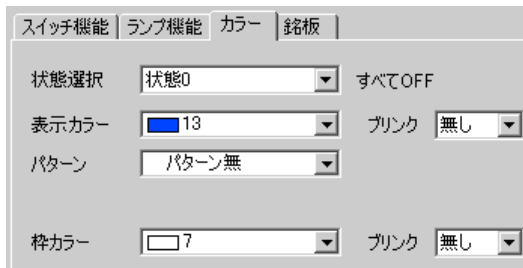 スイッチ機能 ランプ機能 カラー 銘板
状態選択 状態0 すべてOFF
表示カラー 13 ブリンク 無し
パターン パターン無
枠カラー 7 ブリンク 無し